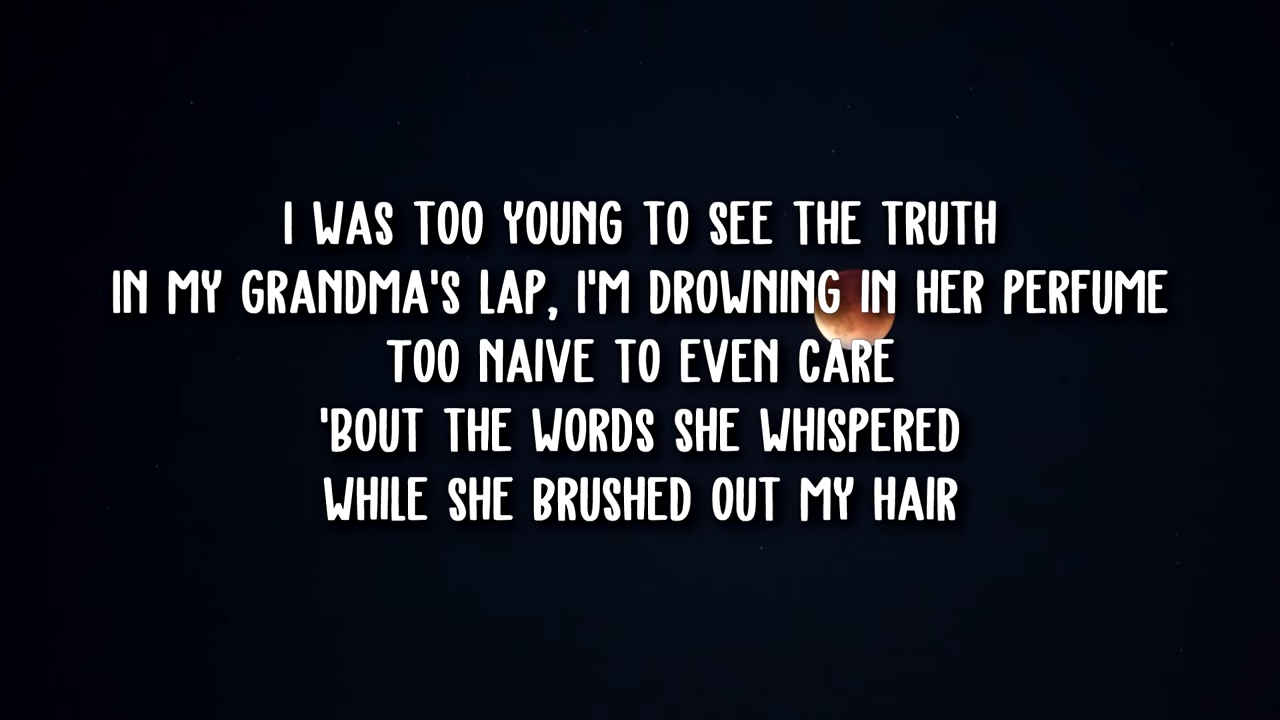 I WAS TOO YOUNG TO SEE THE TRUTH
IN MY GRANDMA'S LAP, I'M DROWNING IN HER PERFUME
TOO NAIVE TO EVEN CARE
'BOUT THE WORDS SHE WHISPERED
WHILE SHE BRUSHED OUT MY HAIR